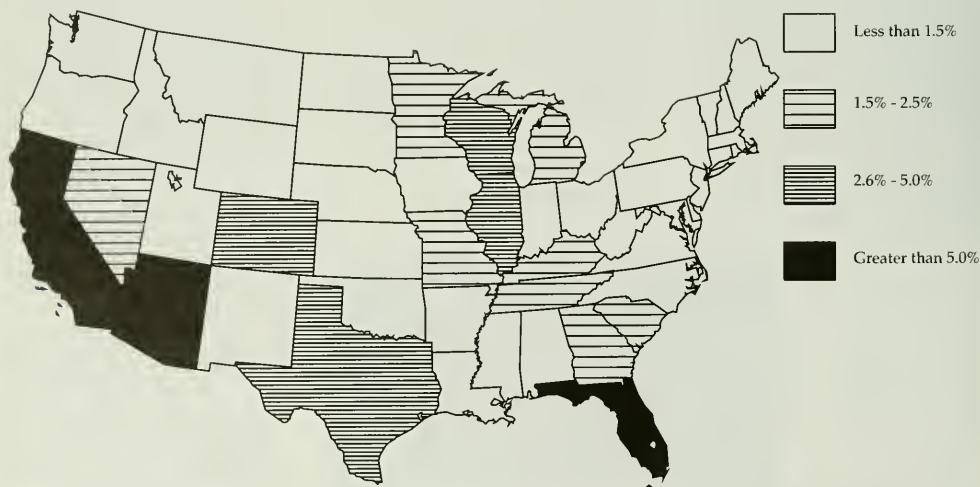 Less than 1.5%
1.5% - 2.5%
2.6% - 5.0%
Greater than 5.0%